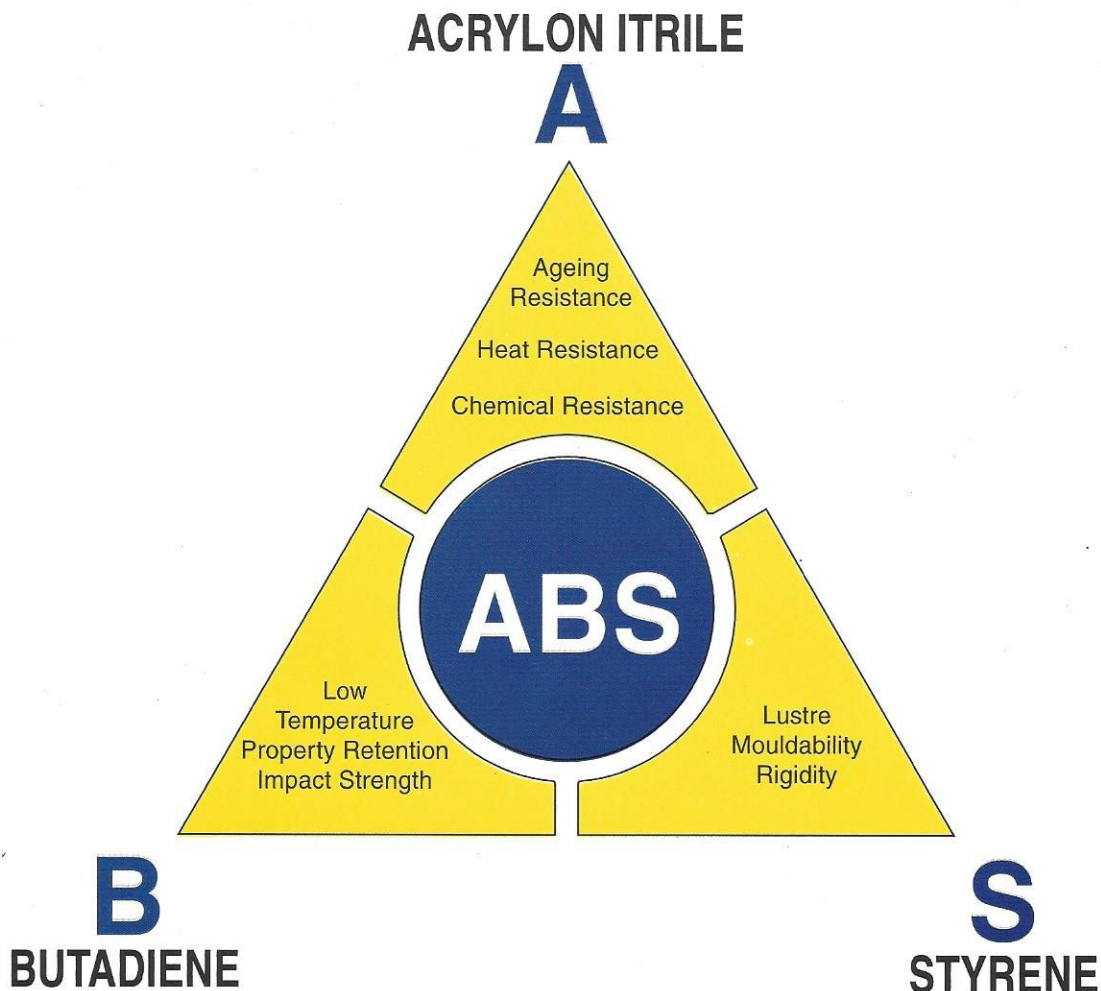 ACRYLON ITRILE
A
Ageing
Resistance
Heat Resistance
Chemical Resistance
ABS
Low
Temperature
Property Retention
Impact Strength
Lustre
Mouldability
Rigidity
B
BUTADIENE
S
STYRENE